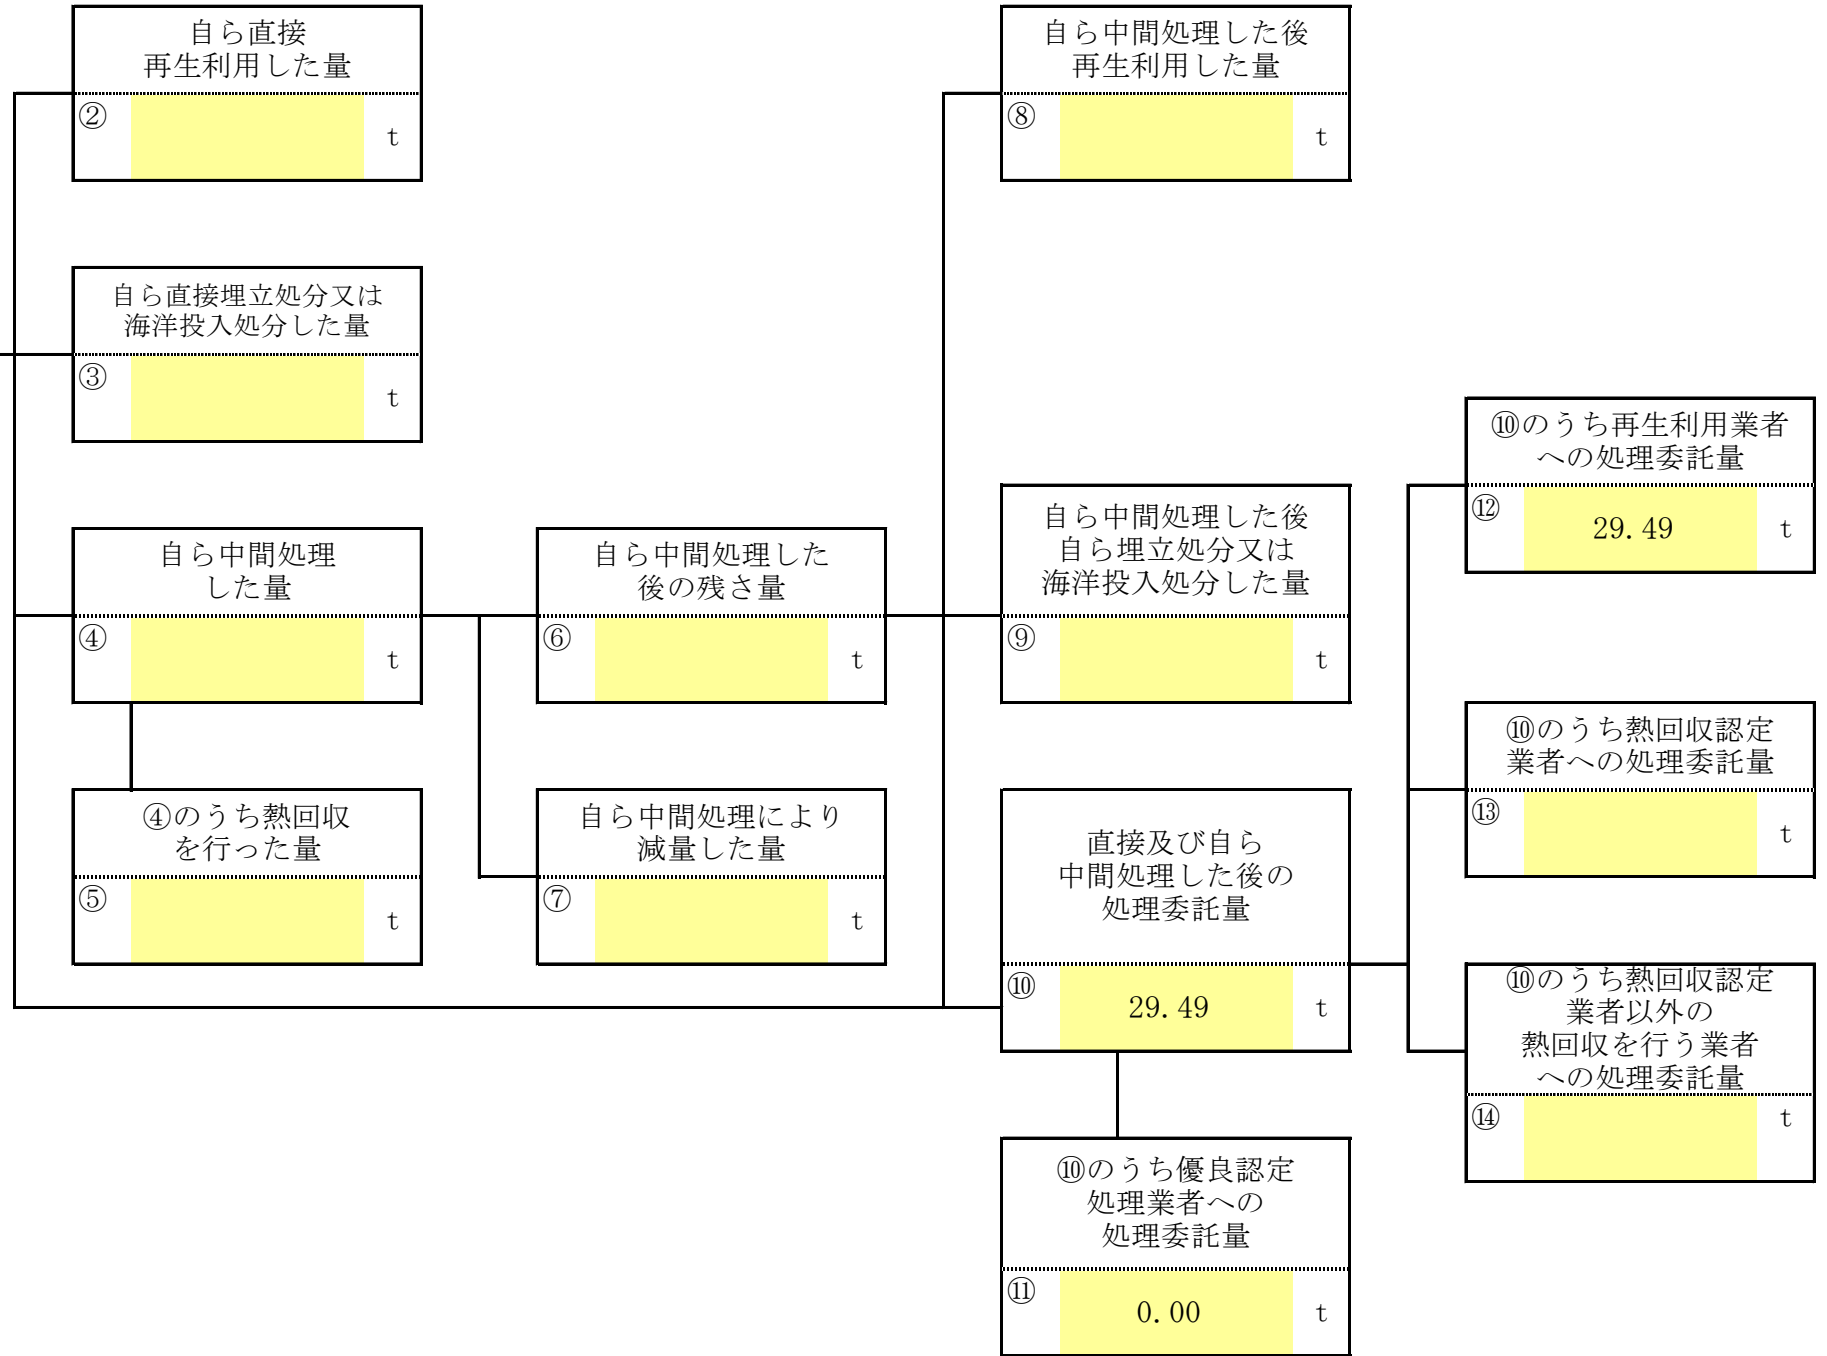 自ら直接
再生利用した量
②
t
自ら中間処理した後
再生利用した量
⑧
t
自ら直接埋立処分又は
海洋投入処分した量
③
t
自ら中間処理
した量
④
t
自ら中間処理した
後の残さ量
⑥
t
自ら中間処理した後
自ら埋立処分又は
海洋投入処分した量
⑨
t
⑩のうち再生利用業者
への処理委託量
⑫
29.49
t
④のうち熱回収
を行った量
⑤
t
自ら中間処理により
減量した量
⑦
t
直接及び自ら
中間処理した後の
処理委託量
⑩
29.49
t
⑩のうち熱回収認定
業者への処理委託量
⑬
t
⑩のうち熱回収認定
業者以外の
熱回収を行う業者
への処理委託量
⑭
t
⑩のうち優良認定
処理業者への
処理委託量
⑪
0.00
t